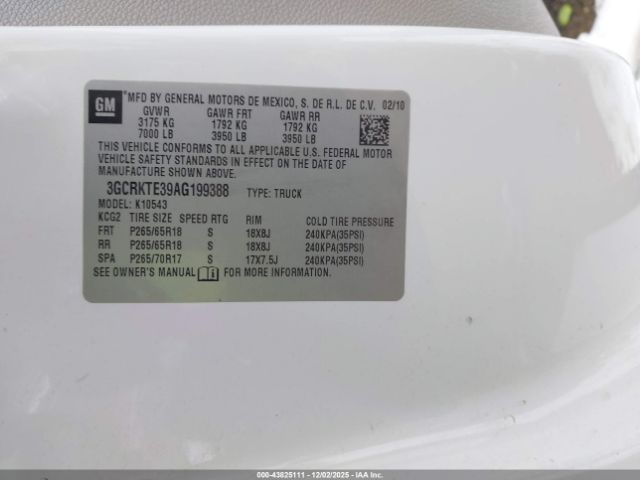 GM
MFD BY GENERAL MOTORS DE MEXICO, S. DE R.L. DE C.V. 02/10
GVWR GAWR FRT GAWR RR
3175 KG 1792 KG 1792 KG
7000 LB 3950 LB 3950 LB
THIS VEHICLE CONFORMS TO ALL APPLICABLE U.S. FEDERAL MOTOR
VEHICLE SAFETY STANDARDS IN EFFECT ON THE DATE OF
MANUFACTURE SHOWN ABOVE.
3GCRKTE39AG199388 TYPE: TRUCK
MODEL: K10543
KCG2 TIRE SIZE SPEED RTG RIM COLD TIRE PRESSURE
FRT P265/65R18 S 18X8J 240KPA(35PSI)
RR P265/65R18 S 18X8J 240KPA(35PSI)
SPA P265/70R17 S 17X7.5J 240KPA(35PSI)
SEE OWNER'S MANUAL FOR MORE INFORMATION.
000-43825111 - 12/02/2025 - IAA, Inc.